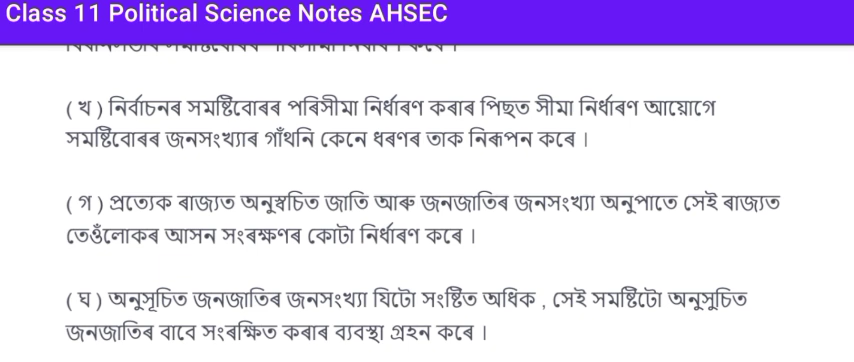 Class 11 Political Science Notes AHSEC
( খ ) নিৰ্বাচনৰ সমষ্টিবোৰৰ পৰিসীমা নিৰ্ধাৰণ কৰাৰ পিছত সীমা নিৰ্ধাৰণ আয়োগে
সমষ্টিবোৰৰ জনসংখ্যাৰ গাঁথনি কেনে ধৰণৰ তাক নিৰূপন কৰে ।
( গ ) প্ৰত্যেক ৰাজ্যত অনুস্বচিত জাতি আৰু জনজাতিৰ জনসংখ্যা অনুপাতে সেই ৰাজ্যত
তেওঁলোকৰ আসন সংৰক্ষণৰ কোটা নিৰ্ধাৰণ কৰে ।
( ঘ ) অনুসূচিত জনজাতিৰ জনসংখ্যা যিটো সংষ্টিত অধিক , সেই সমষ্টিটো অনুসুচিত
জনজাতিৰ বাবে সংৰক্ষিত কৰাৰ ব্যৱস্থা গ্ৰহন কৰে ।